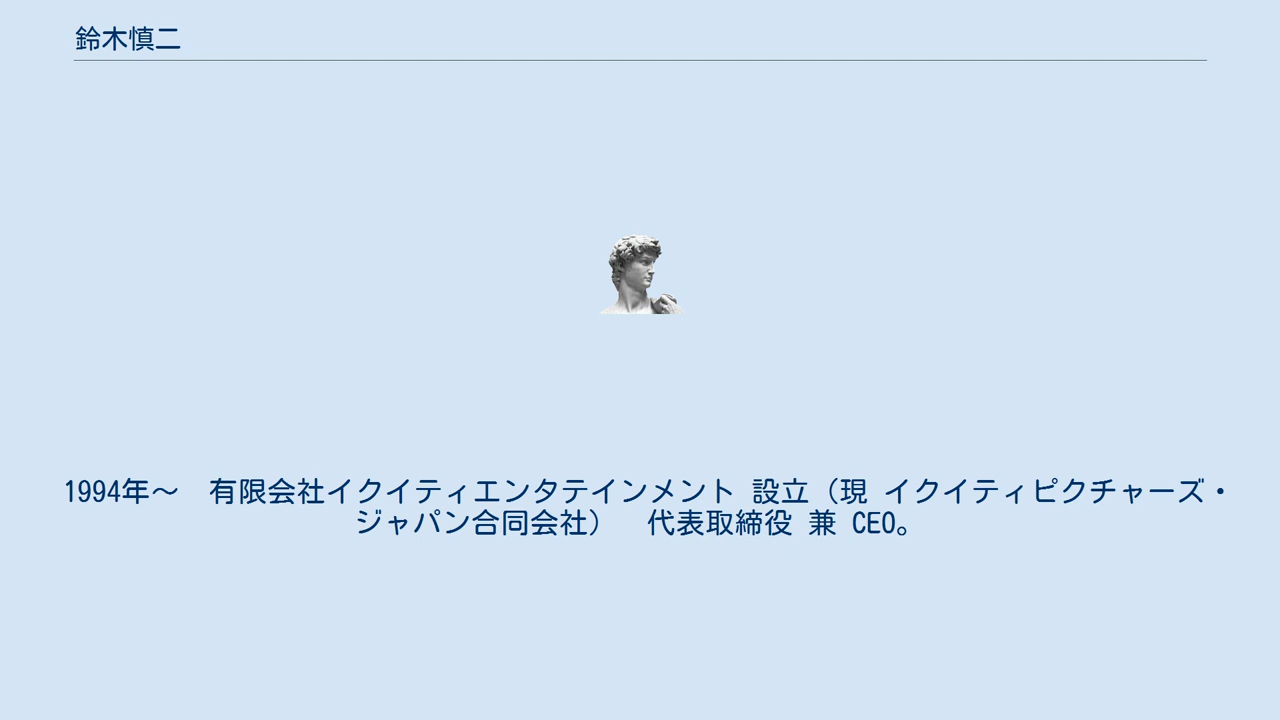 鈴木慎二
1994年～　有限会社イクイティエンタテインメント 設立（現 イクイティピクチャーズ・
ジャパン合同会社）　代表取締役 兼 CEO。